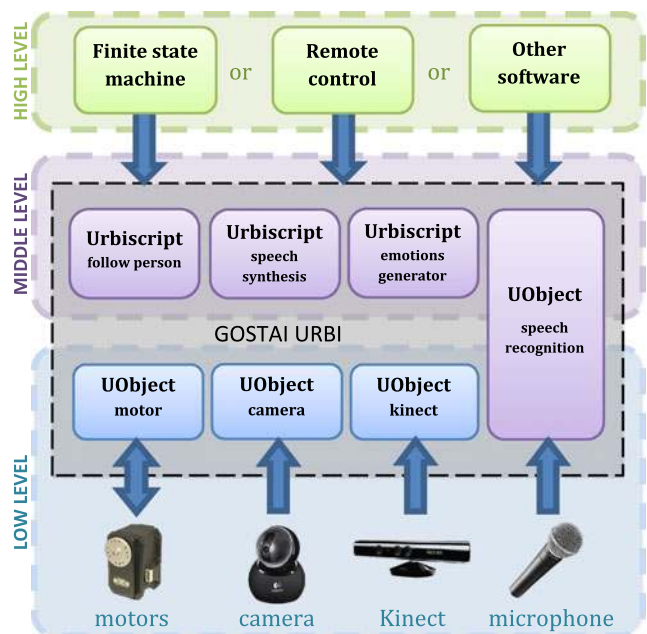 HIGH LEVEL
Finite state
machine
or
Remote
control
or
Other
software
MIDDLE LEVEL
Urbiscript
follow person
Urbiscript
speech
synthesis
Urbiscript
emotions
generator
UObject
speech
recognition
GOSTAI URBI
LOW LEVEL
UObject
motor
UObject
camera
UObject
kinect
motors
camera
Kinect
microphone